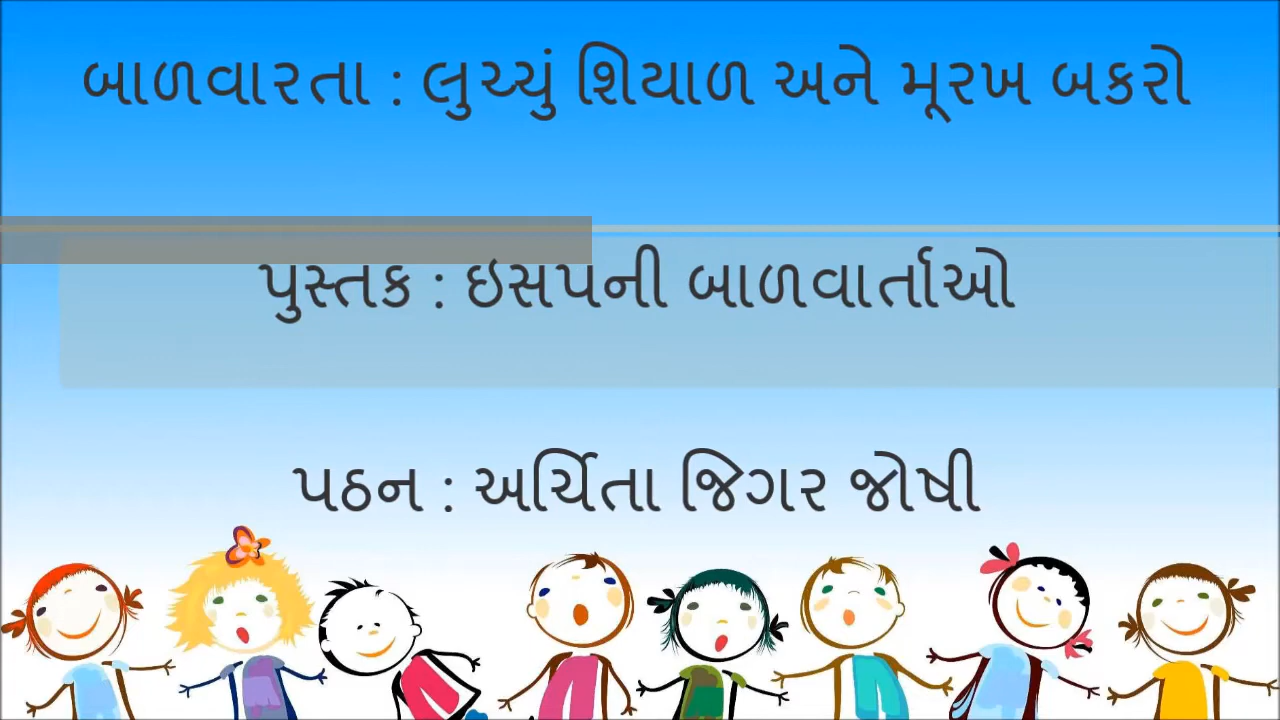 બાળવારતા : લુચ્ચું શિયાળ અને મૂરખ બકરો
પુસ્તક : ઇસપની બાળવાર્તાઓ
પઠન : અર્ચિતા જિગર જોષી